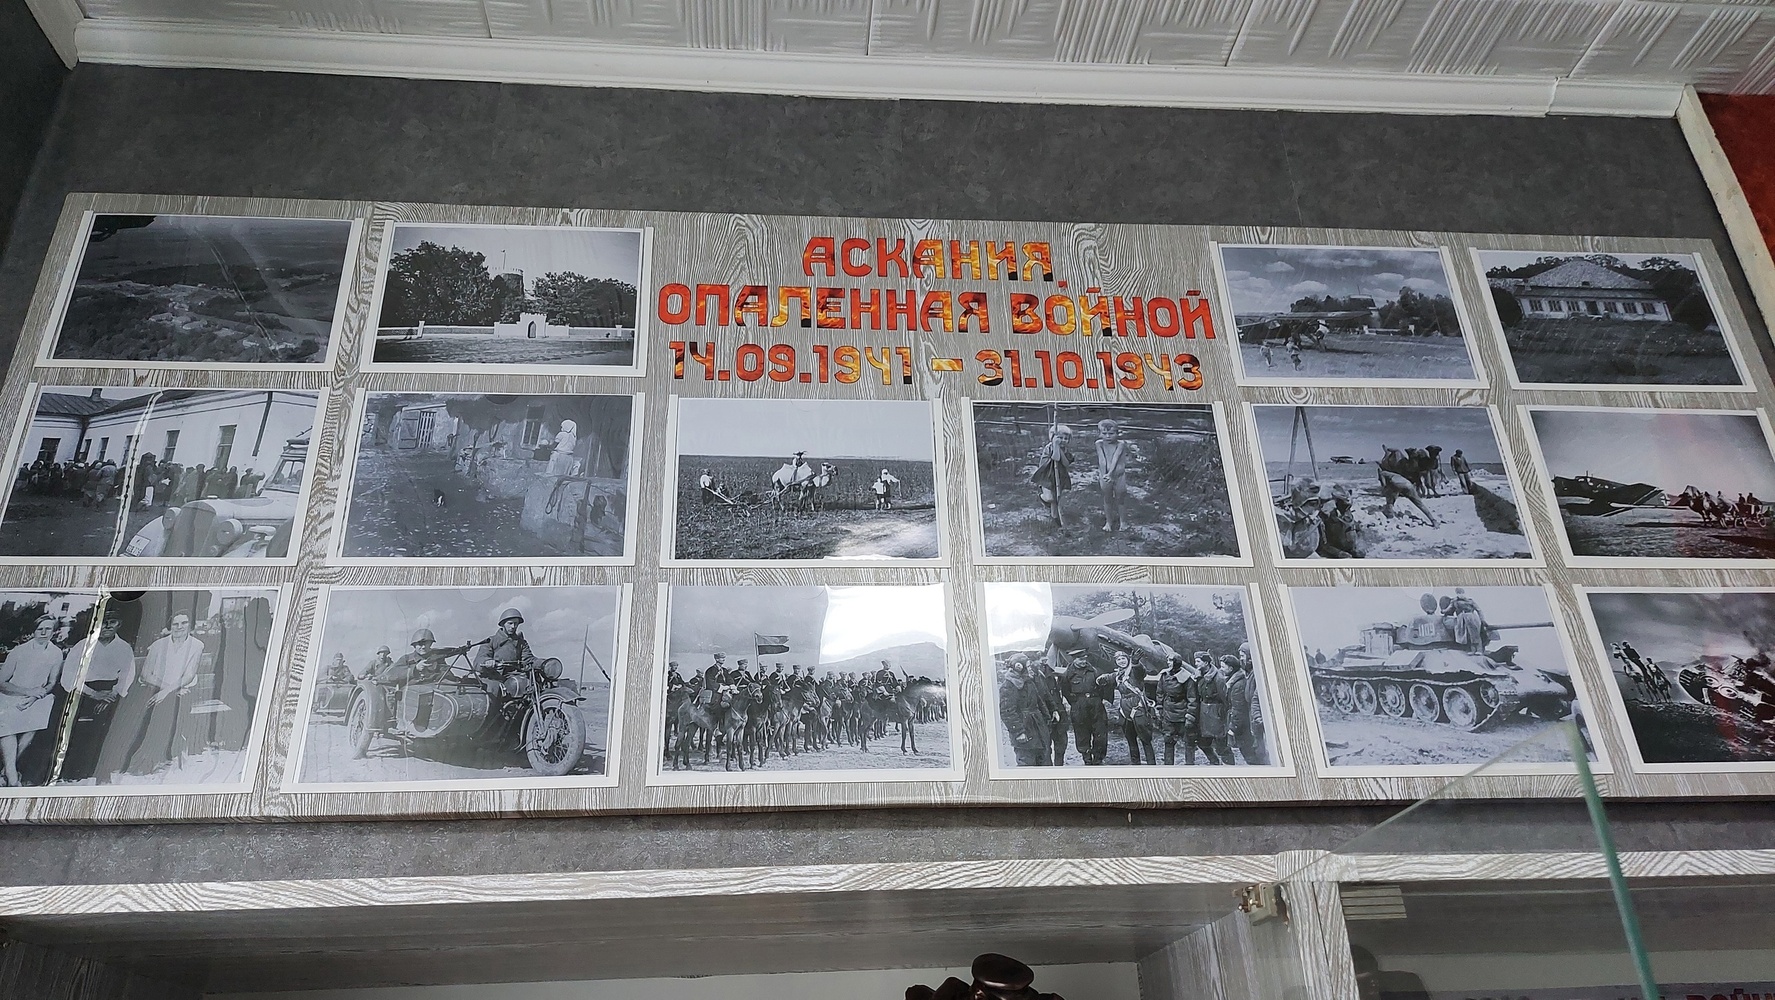 АСКАНИЯ,
ОПАЛЕННАЯ ВОЙНОЙ
14.09.1941 – 31.10.1943